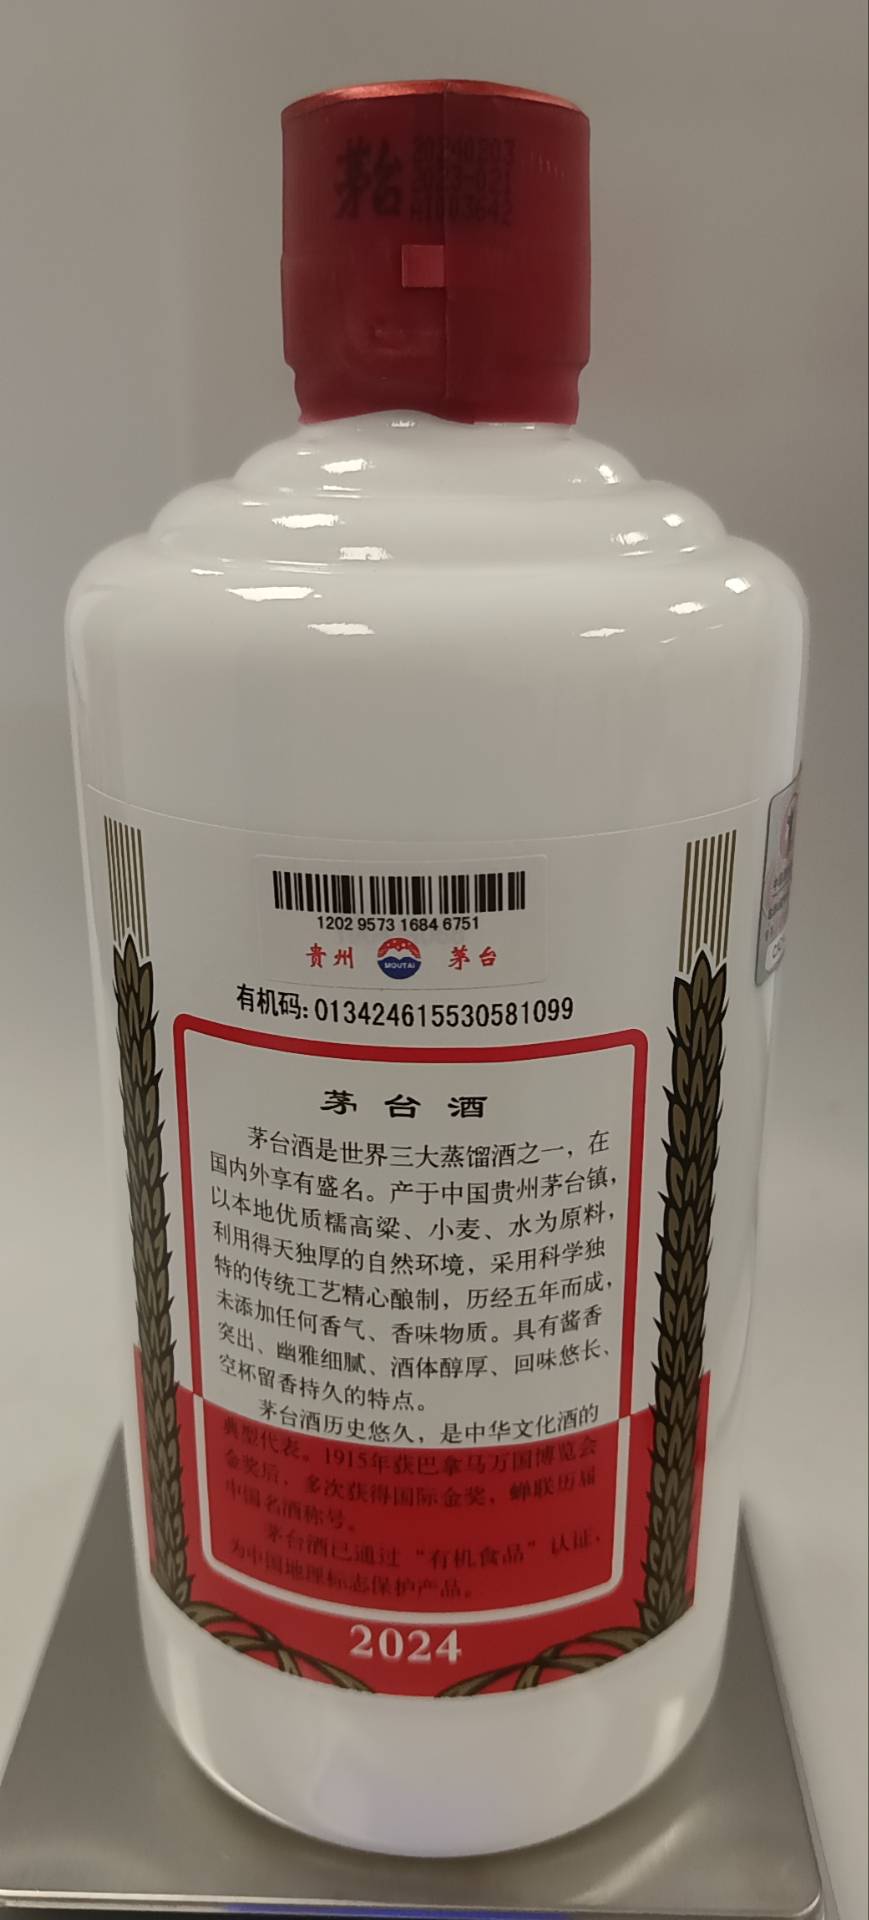 茅台
20240203
2023-021
1202 9573 1684 6751
贵州 MOUTAI 茅台
有机码: 013424615530581099
茅台酒
茅台酒是世界三大蒸馏酒之一，在
国内外享有盛名。产于中国贵州茅台镇，
以本地优质糯高粱、小麦、水为原料，
利用得天独厚的自然环境，采用科学独
特的传统工艺精心酿制，历经五年而成，
未添加任何香气、香味物质。具有酱香
突出、幽雅细腻、酒体醇厚、回味悠长、
空杯留香持久的特点。
茅台酒历史悠久，是中华文化酒的
典型代表。1915年获巴拿马万国博览会
金奖后，多次获得国际金奖，蝉联历届
中国名酒称号。
茅台酒已通过“有机食品”认证，
为中国地理标志保护产品。
2024